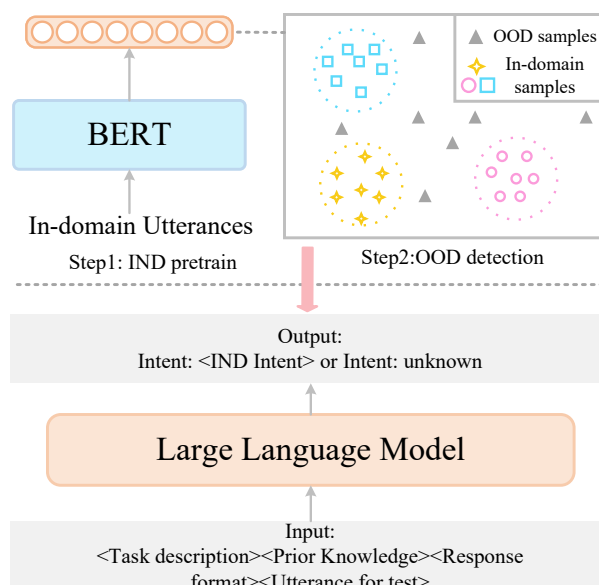 OOD samples
In-domain
samples
BERT
In-domain Utterances
Step1: IND pretrain
Step2:OOD detection
Output:
Intent: <IND Intent> or Intent: unknown
Large Language Model
Input:
<Task description><Prior Knowledge><Response
format><Utterance for test>